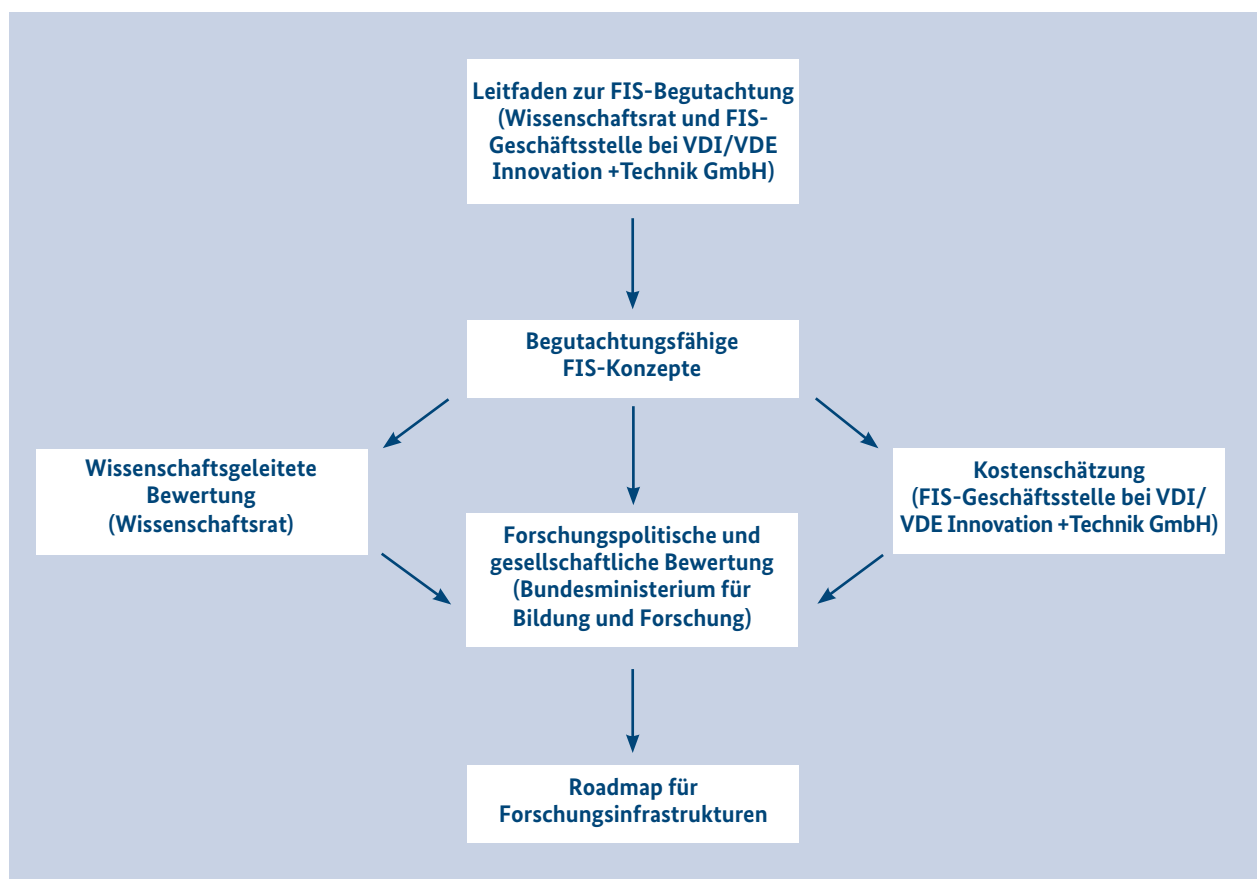 Leitfaden zur FIS-Begutachtung
(Wissenschaftsrat und FIS-
Geschäftsstelle bei VDI/VDE
Innovation +Technik GmbH)
Begutachtungsfähige
FIS-Konzepte
Wissenschaftsgeleitete
Bewertung
(Wissenschaftsrat)
Forschungspolitische und
gesellschaftliche Bewertung
(Bundesministerium für
Bildung und Forschung)
Kostenschätzung
(FIS-Geschäftsstelle bei VDI/
VDE Innovation +Technik GmbH)
Roadmap für
Forschungsinfrastrukturen